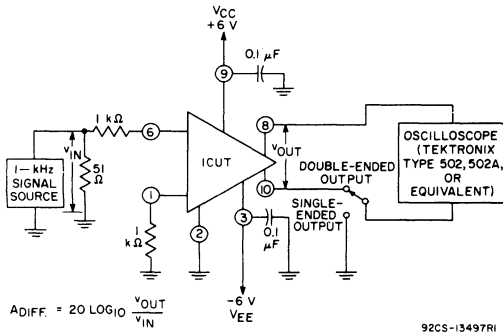 VCC
+6 V
0.1 μF
9
1 kΩ
6
8
vIN
51
Ω
1-kHz
SIGNAL
SOURCE
ICUT
vOUT
OSCILLOSCOPE
(TEKTRONIX
TYPE 502, 502A,
OR
EQUIVALENT)
DOUBLE-ENDED
OUTPUT
10
1
SINGLE-
ENDED
OUTPUT
1
kΩ
2
3
0.1
μF
-6 V
VEE
ADIFF. = 20 LOG10 vOUT
vIN
92CS-13497RI